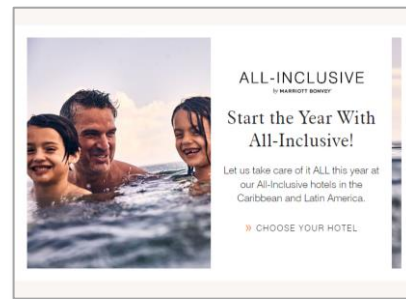 ALL-INCLUSIVE
by MARRIOTT BONVOY
Start the Year With
All-Inclusive!
Let us take care of it ALL this year at
our All-Inclusive hotels in the
Caribbean and Latin America.
» CHOOSE YOUR HOTEL